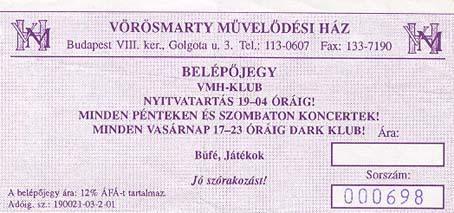 VÖRÖSMARTY MŰVELŐDÉSI HÁZ
Budapest VIII. ker., Golgota u. 3. Tel.: 113-0607 Fax: 133-7190
BELÉPŐJEGY
VMH-KLUB
NYITVATARTÁS 19–04 ÓRÁIG!
MINDEN PÉNTEKEN ÉS SZOMBATON KONCERTEK!
MINDEN VASÁRNAP 17–23 ÓRÁIG DARK KLUB!
Ára:
Büfé, Játékok
Jó szórakozást!
Sorszám:
000698
A belépőjegy ára: 12% ÁFÁ-t tartalmaz.
Adóig. sz.: 190021-03-2-01